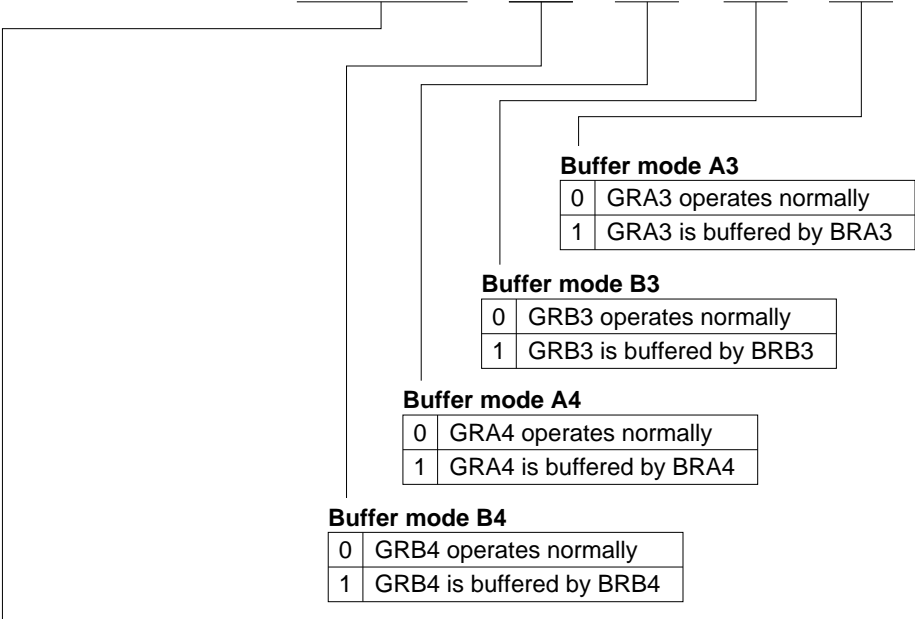 Buffer mode A3
0 GRA3 operates normally
1 GRA3 is buffered by BRA3
Buffer mode B3
0 GRB3 operates normally
1 GRB3 is buffered by BRB3
Buffer mode A4
0 GRA4 operates normally
1 GRA4 is buffered by BRA4
Buffer mode B4
0 GRB4 operates normally
1 GRB4 is buffered by BRB4